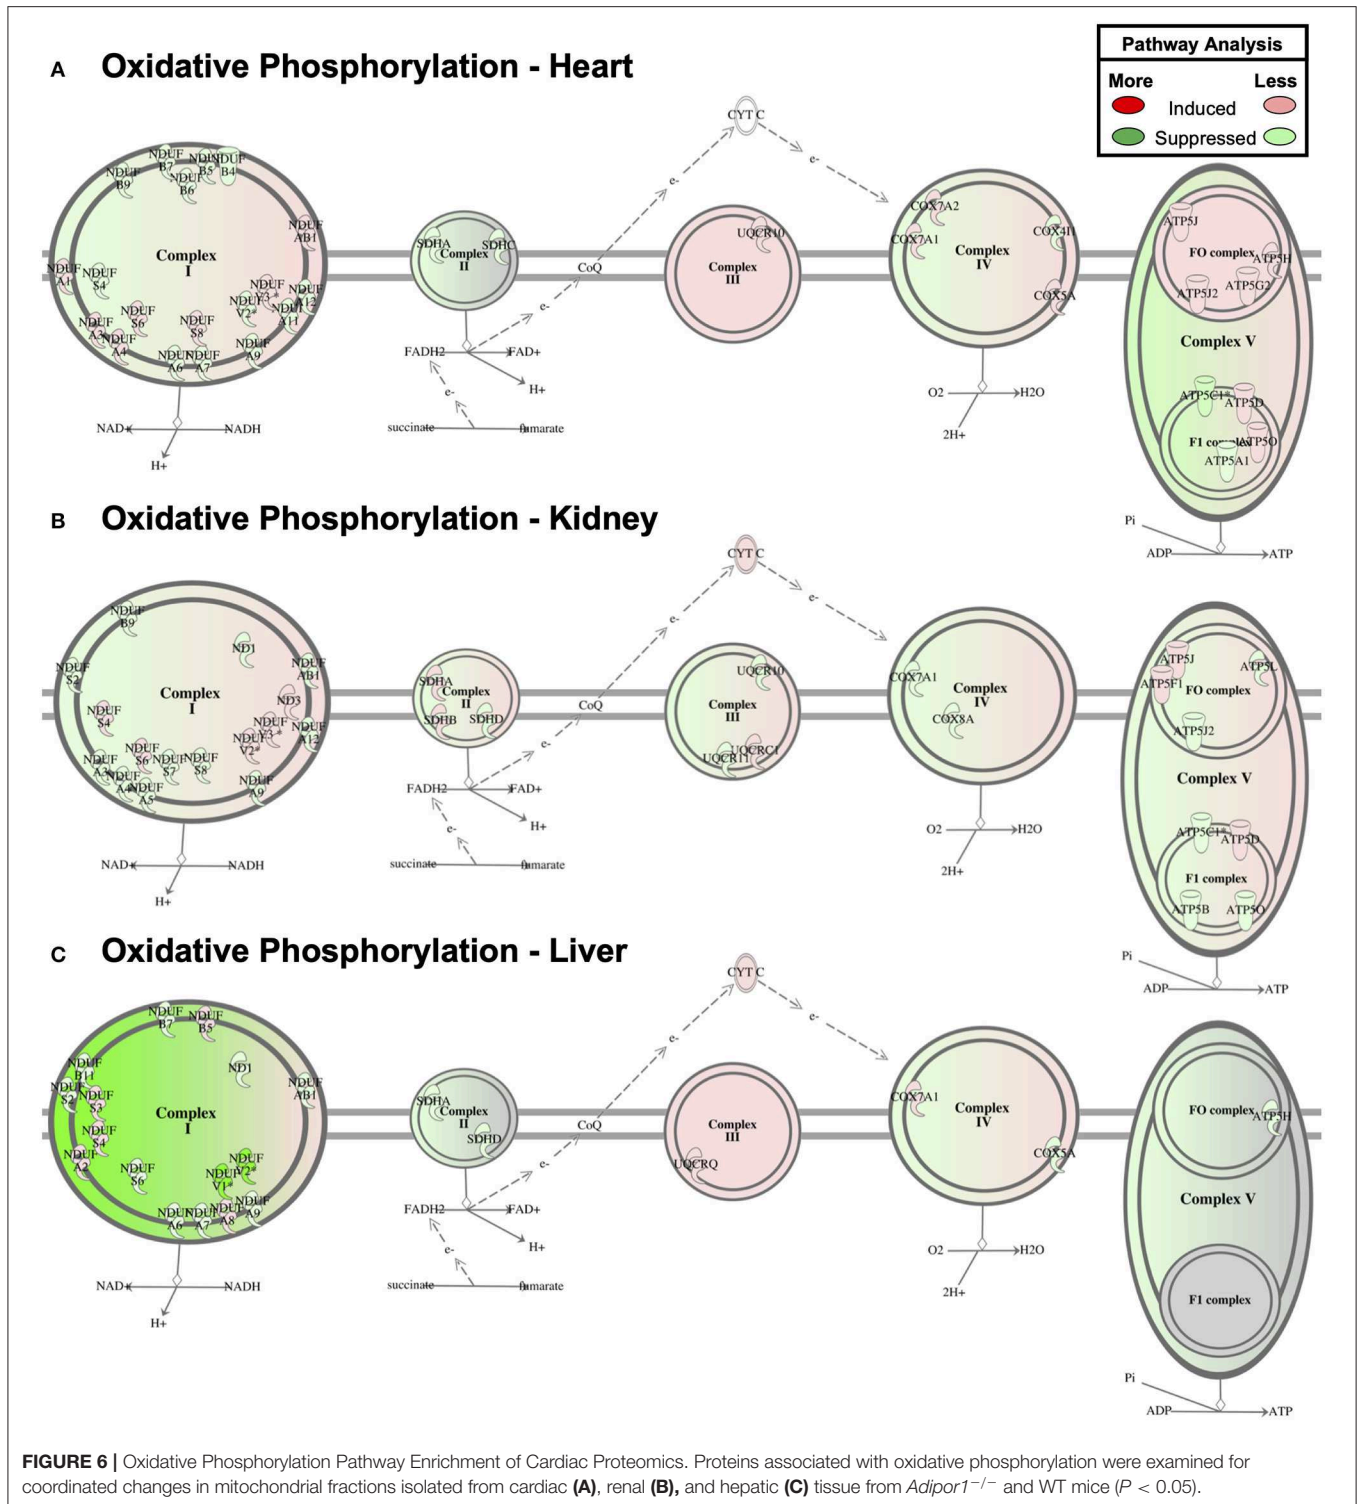 A Oxidative Phosphorylation - Heart
Pathway Analysis
More Less
Induced
Suppressed
CYT C
e-
e-
NDUF B9
NDUF B7
NDUF B6
NDUF B5
NDUF B4
NDUF AB1
Complex I
NDUF A1
NDUF S4
NDUF V3 *
NDUF V2*
NDUF A12
NDUF A11
NDUF S6
NDUF S8
NDUF A3
NDUF A4
NDUF A6
NDUF A7
NDUF A9
NAD+ NADH
H+
SDHA
SDHC
Complex II
CoQ
e-
FADH2 FAD+
H+
e-
succinate fumarate
UQCR10
Complex III
COX7A2
COX7A1
COX4I1
Complex IV
COX5A
O2 H2O
2H+
ATP5J
FO complex
ATP5H
ATP5J2
ATP5G2
Complex V
ATP5C1*
ATP5D
F1 complex
ATP5O
ATP5A1
Pi
ADP ATP
B Oxidative Phosphorylation - Kidney
CYT C
e-
e-
NDUF B9
ND1
NDUF S2
NDUF AB1
Complex I
ND3
NDUF S4
NDUF V3 *
NDUF V2*
NDUF A12
NDUF S6
NDUF S7
NDUF S8
NDUF A4
NDUF A5
NDUF A9
NAD+ NADH
H+
SDHA
Complex II
SDHB
SDHD
CoQ
e-
FADH2 FAD+
H+
e-
succinate fumarate
UQCR10
Complex III
UQCRC1
UQCR11
COX7A1
Complex IV
COX8A
O2 H2O
2H+
ATP5J
ATP5L
ATP5F1
FO complex
ATP5J2
Complex V
ATP5C1*
ATP5D
F1 complex
ATP5B
ATP5O
Pi
ADP ATP
C Oxidative Phosphorylation - Liver
CYT C
e-
e-
NDUF B7
NDUF B5
NDUF B11
ND1
NDUF S2
NDUF S3
NDUF AB1
Complex I
NDUF S4
NDUF A2
NDUF S6
NDUF V2*
NDUF V1*
NDUF A6
NDUF A7
NDUF A8
NDUF A9
NAD+ NADH
H+
SDHA
Complex II
SDHD
CoQ
e-
FADH2 FAD+
H+
e-
succinate fumarate
Complex III
UQCRQ
COX7A1
Complex IV
COX5A
O2 H2O
2H+
FO complex
ATP5H
Complex V
F1 complex
Pi
ADP ATP
FIGURE 6 | Oxidative Phosphorylation Pathway Enrichment of Cardiac Proteomics. Proteins associated with oxidative phosphorylation were examined for
coordinated changes in mitochondrial fractions isolated from cardiac (A), renal (B), and hepatic (C) tissue from Adipor1−/− and WT mice (P < 0.05).